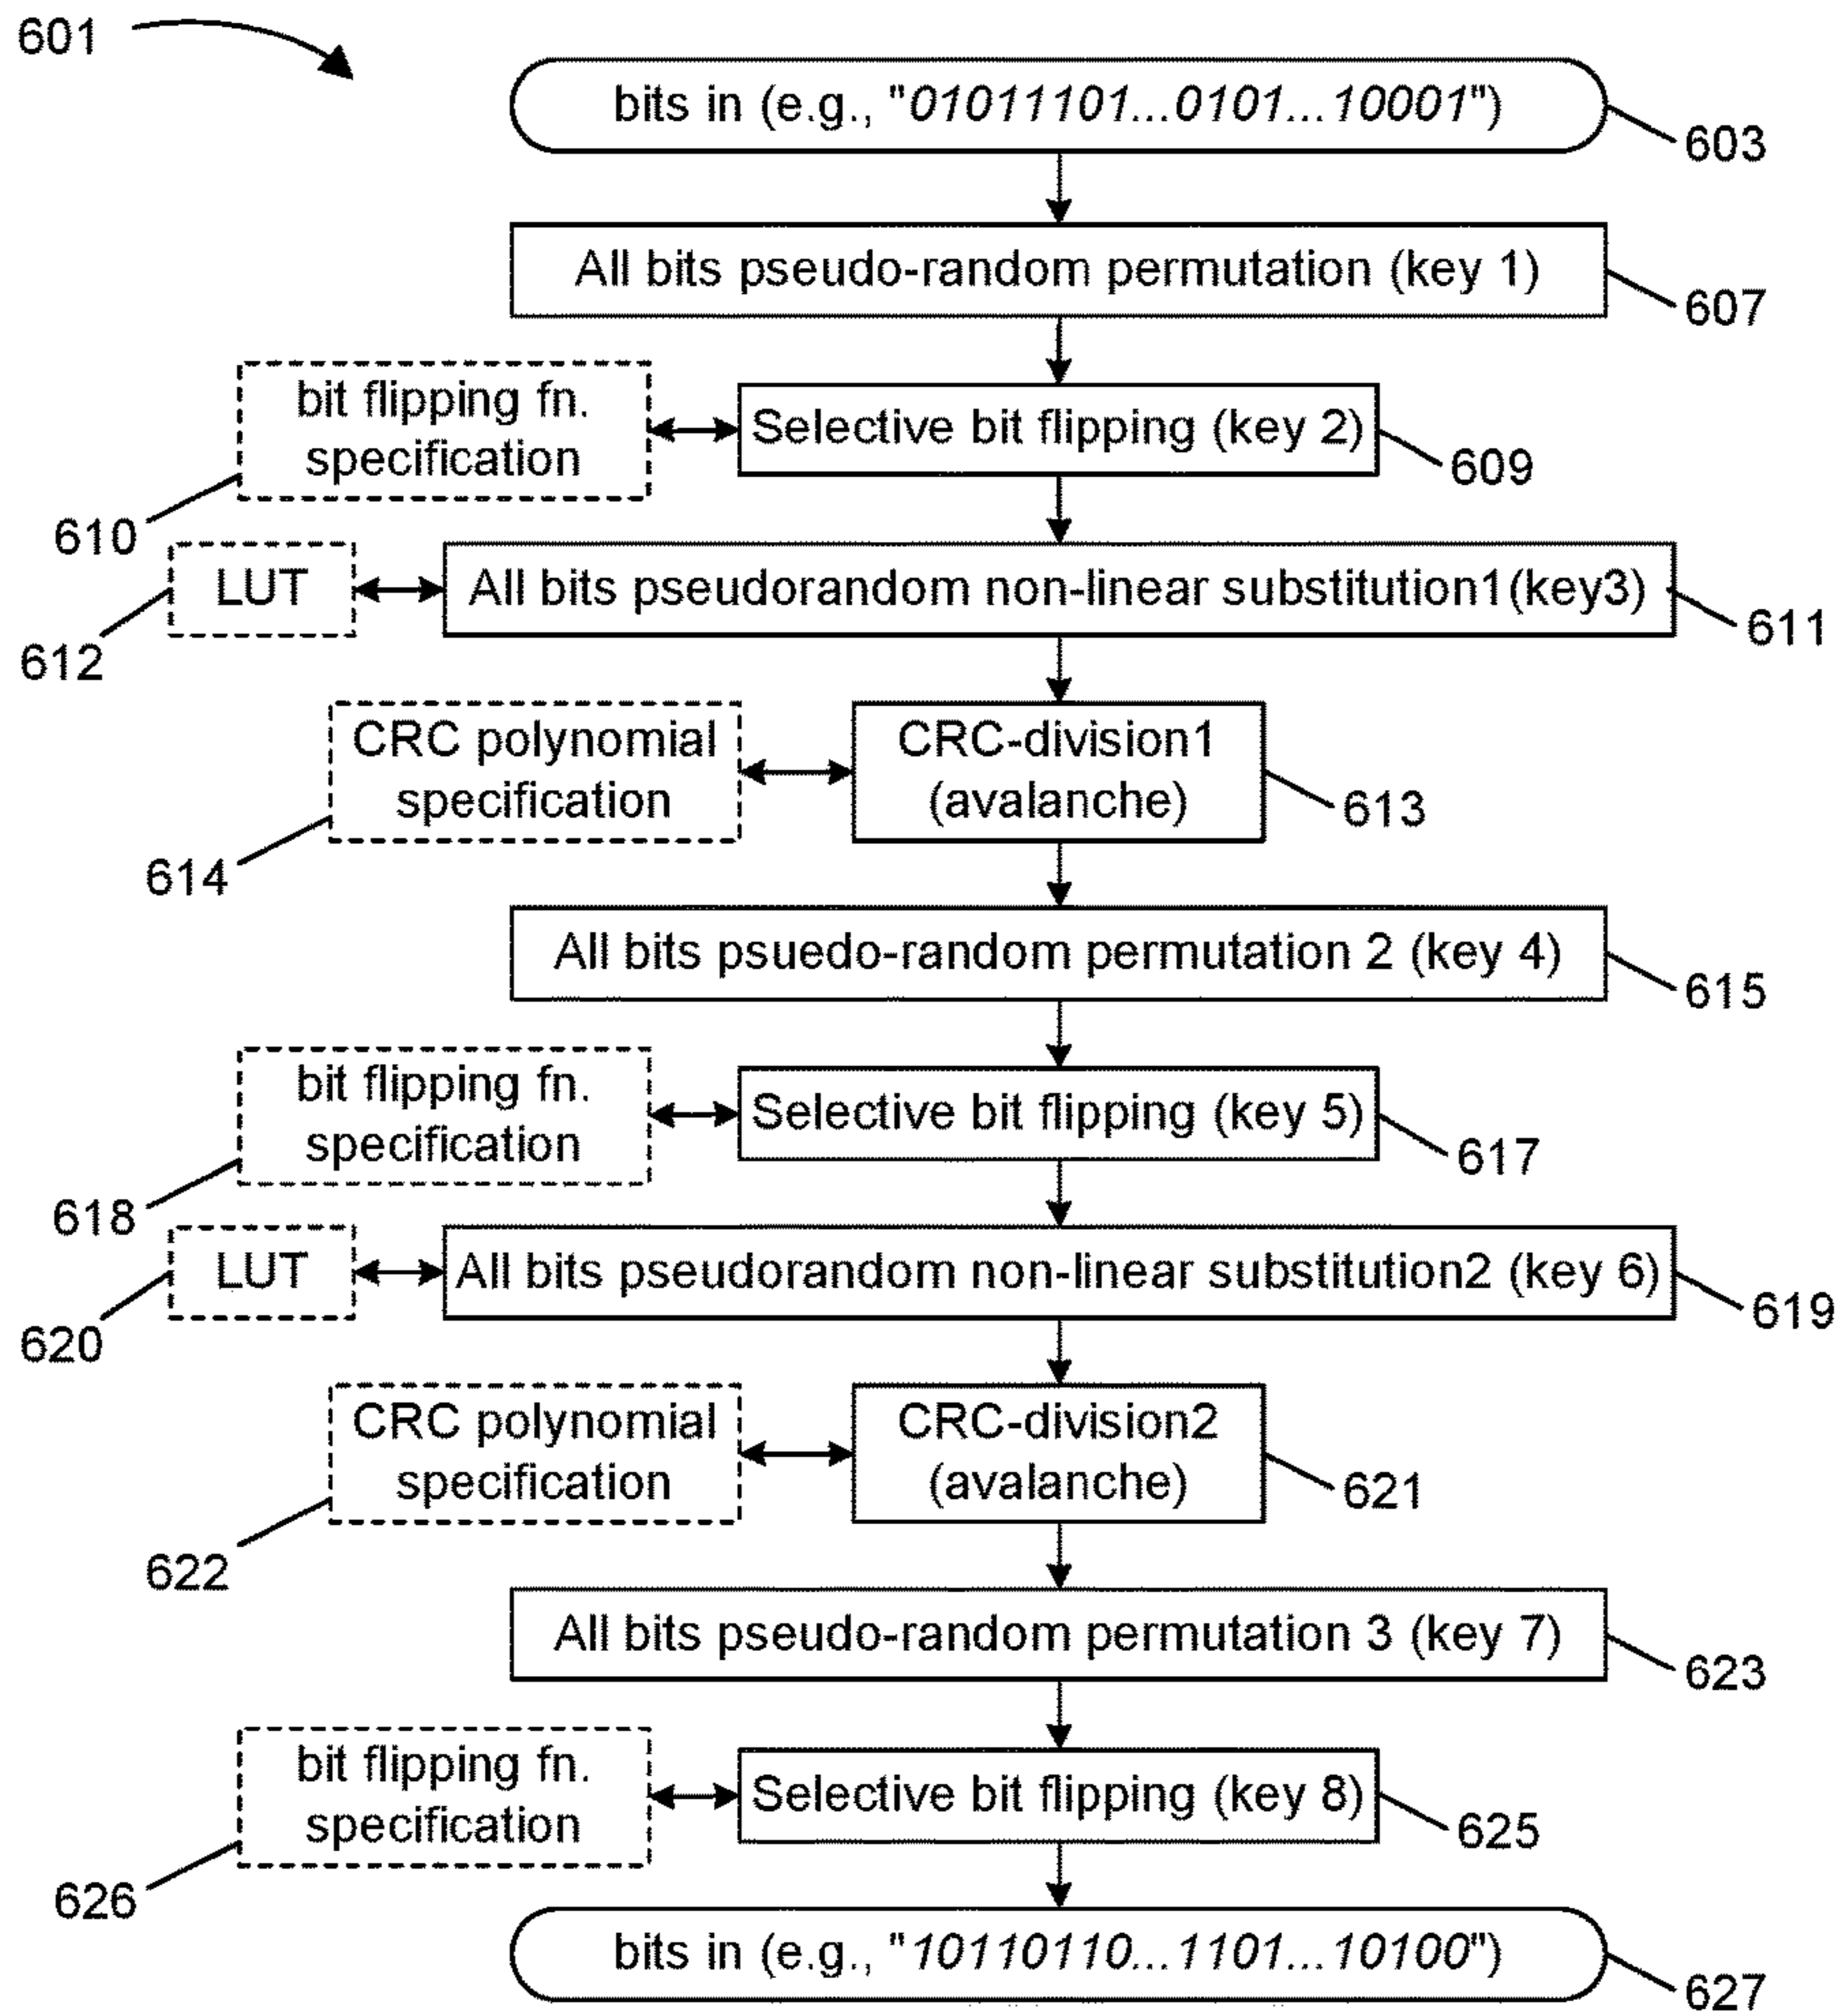 601
bits in (e.g., "01011101...0101...10001")
603
All bits pseudo-random permutation (key 1)
607
bit flipping fn.
specification
Selective bit flipping (key 2)
609
610
LUT
All bits pseudorandom non-linear substitution1(key3)
611
612
CRC polynomial
specification
CRC-division1
(avalanche)
613
614
All bits psuedo-random permutation 2 (key 4)
615
bit flipping fn.
specification
Selective bit flipping (key 5)
617
618
LUT
All bits pseudorandom non-linear substitution2 (key 6)
619
620
CRC polynomial
specification
CRC-division2
(avalanche)
621
622
All bits pseudo-random permutation 3 (key 7)
623
bit flipping fn.
specification
Selective bit flipping (key 8)
625
626
bits in (e.g., "10110110...1101...10100")
627